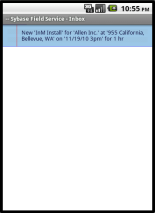 10:55 PM
Sybase Field Service - Inbox
New 'InM Install' for 'Allen Inc.' at '955 California,
Bellevue, WA' on '11/19/10 3pm' for 1 hr